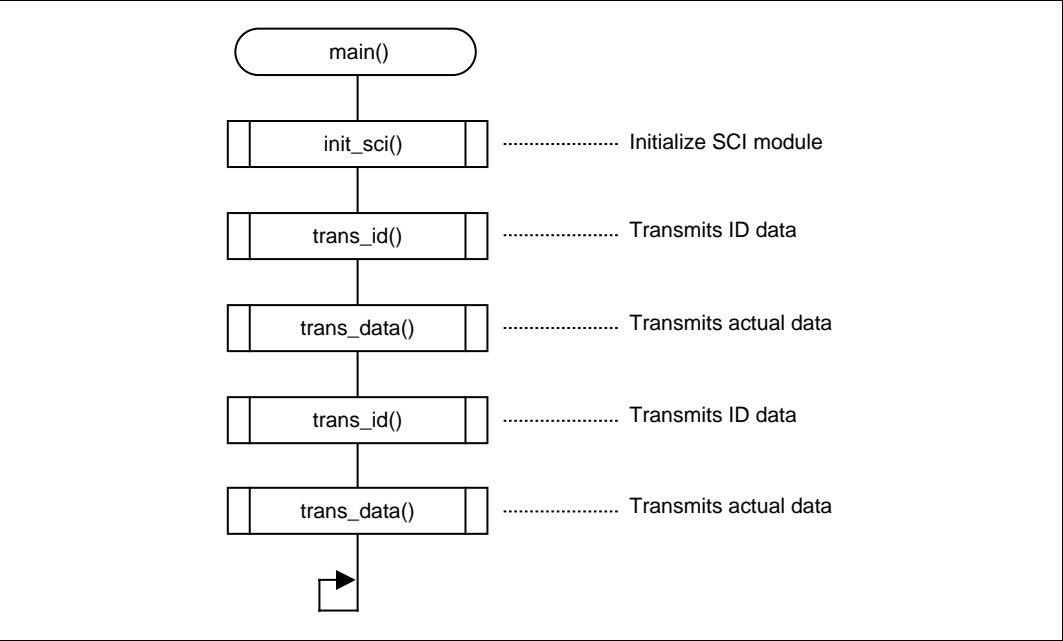 main()
init_sci()
Initialize SCI module
trans_id()
Transmits ID data
trans_data()
Transmits actual data
trans_id()
Transmits ID data
trans_data()
Transmits actual data